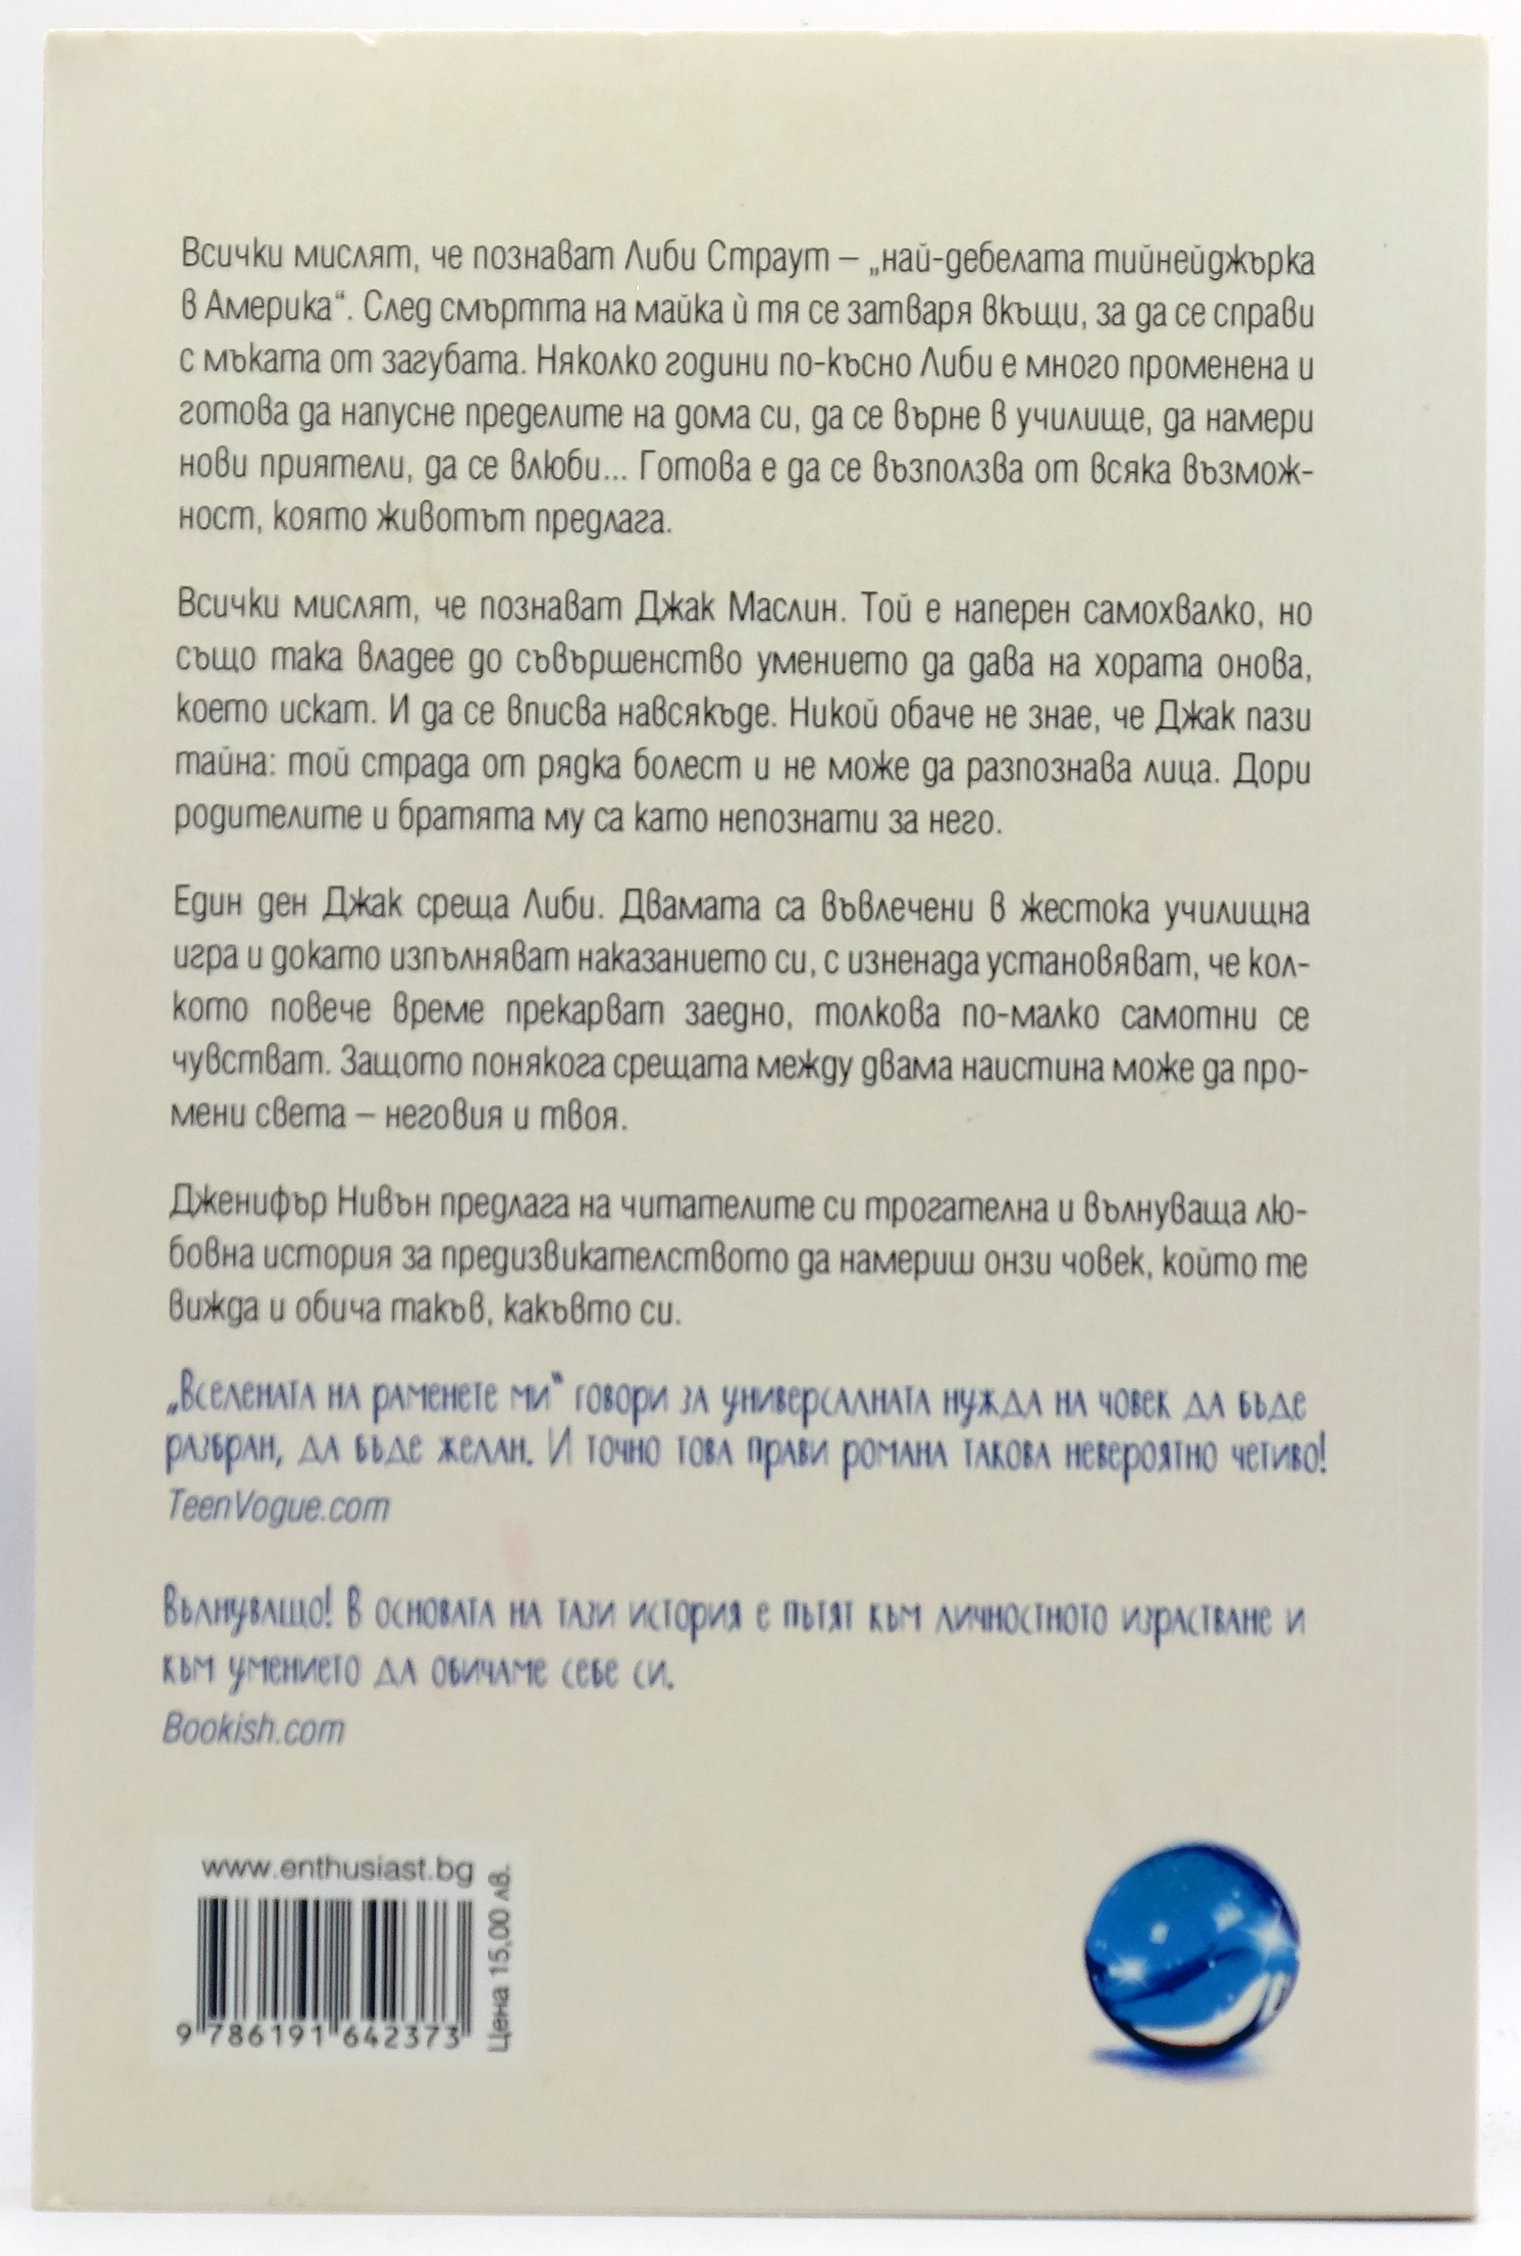 Всички мислят, че познават Либи Страут – „най-дебелата тийнейджърка
в Америка“. След смъртта на майка ѝ тя се затваря вкъщи, за да се справи
с мъката от загубата. Няколко години по-късно Либи е много променена и
готова да напусне пределите на дома си, да се върне в училище, да намери
нови приятели, да се влюби... Готова е да се възползва от всяка възмож-
ност, която животът предлага.
Всички мислят, че познават Джак Маслин. Той е наперен самохвалко, но
също така владее до съвършенство умението да дава на хората онова,
което искат. И да се вписва навсякъде. Никой обаче не знае, че Джак пази
тайна: той страда от рядка болест и не може да разпознава лица. Дори
родителите и братята му са като непознати за него.
Един ден Джак среща Либи. Двамата са въвлечени в жестока училищна
игра и докато изпълняват наказанието си, с изненада установяват, че кол-
кото повече време прекарват заедно, толкова по-малко самотни се
чувстват. Защото понякога срещата между двама наистина може да про-
мени света – неговия и твоя.
Дженифър Нивън предлага на читателите си трогателна и вълнуваща лю-
бовна история за предизвикателството да намериш онзи човек, който те
вижда и обича такъв, какъвто си.
„Вселената на раменете ми“ говори за универсалната нужда на човек да бъде
разбран, да бъде желан. И точно това прави романа такова невероятно четиво!
TeenVogue.com
Вълнуващо! В основата на тази история е пътят към личностното израстване и
към умението да обичаме себе си.
Bookish.com
www.enthusiast.bg
Цена 15,00 лв.
9 786191 642373